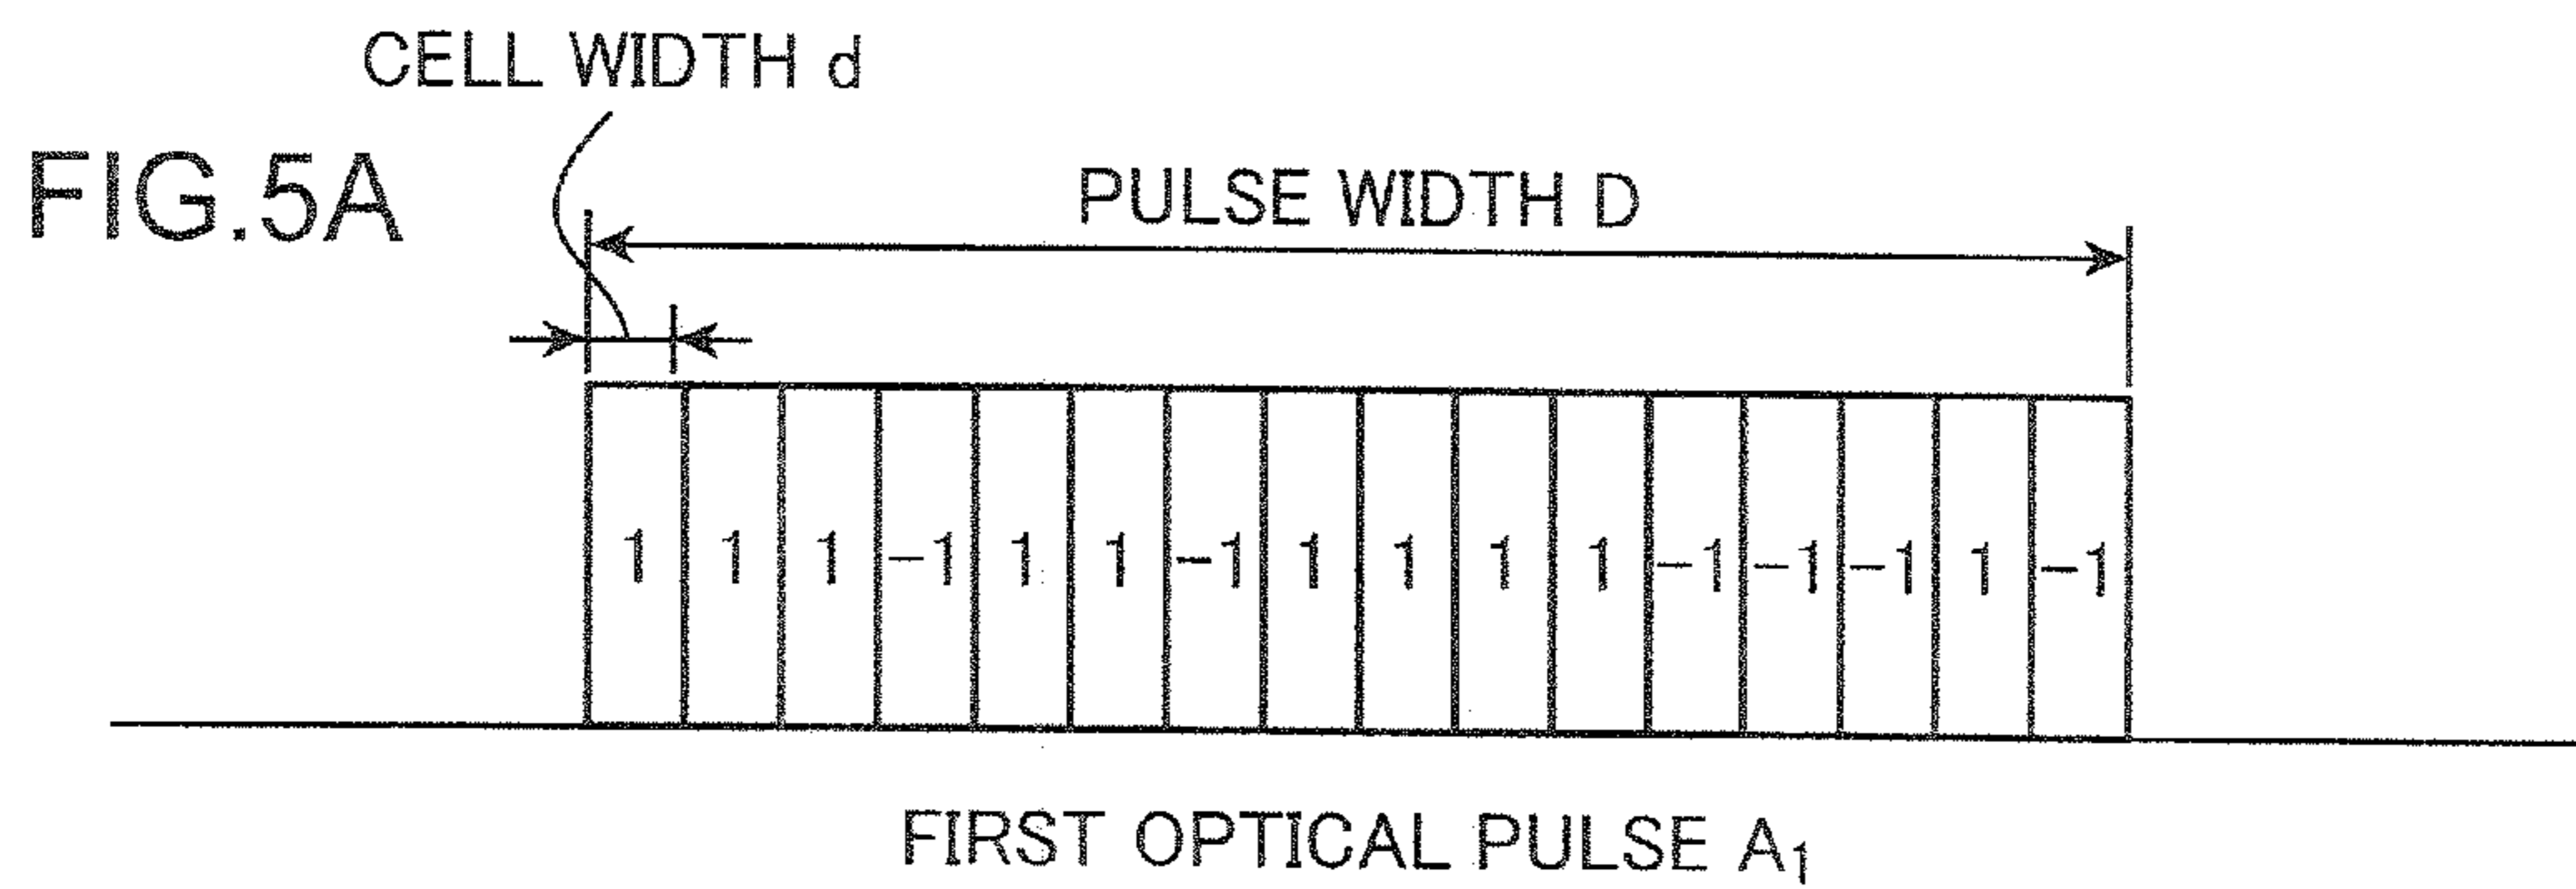 CELL WIDTH d
FIG.5A
PULSE WIDTH D
1 1 1 -1 1 1 -1 1 1 1 1 -1 -1 -1 1 -1
FIRST OPTICAL PULSE A₁